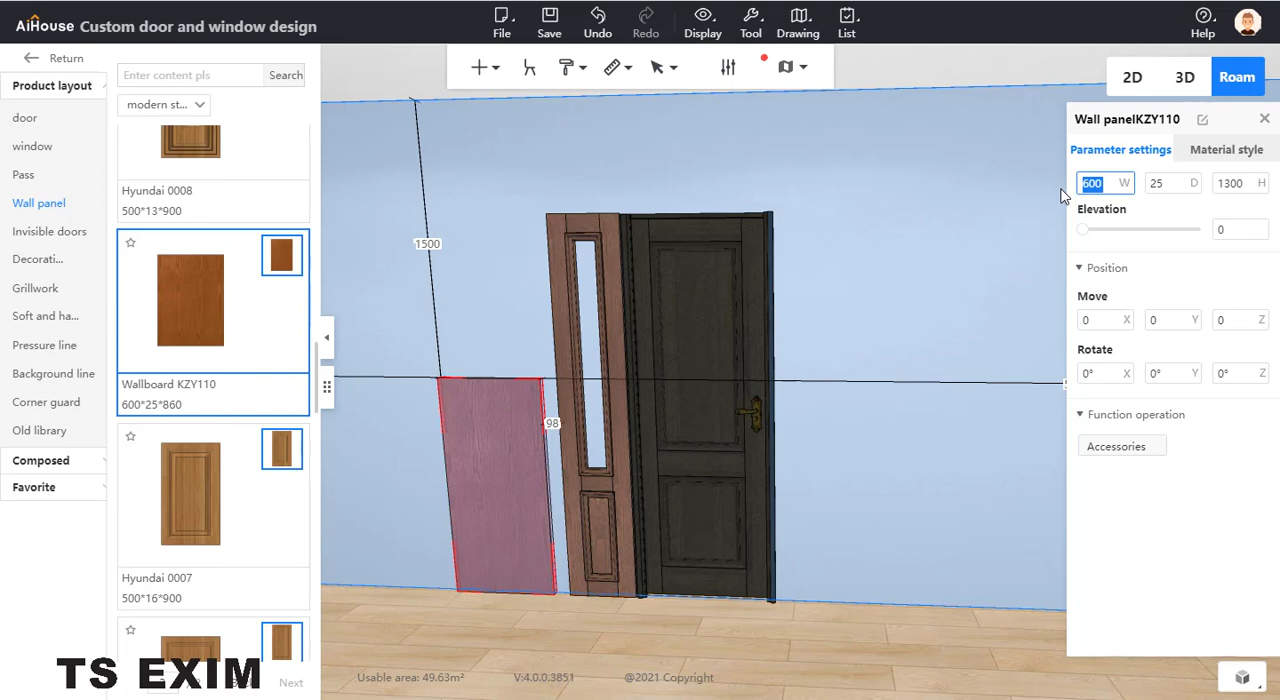 AiHouse Custom door and window design
File
Save
Undo
Redo
Display
Tool
Drawing
List
Help
Return
Product layout
door
window
Pass
Wall panel
Invisible doors
Decorati...
Grillwork
Soft and ha...
Pressure line
Background line
Corner guard
Old library
Composed
Favorite
Enter content pls
Search
modern st...
Hyundai 0008
500*13*900
Wallboard KZY110
600*25*860
Hyundai 0007
500*16*900
Next
TS EXIM
1500
98
2D
3D
Roam
Wall panelKZY110
Parameter settings
Material style
600 W
25 D
1300 H
Elevation
0
Position
Move
0 X
0 Y
0 Z
Rotate
0° X
0° Y
0° Z
Function operation
Accessories
Usable area: 49.63m²
V:4.0.0.3851
@2021 Graphic